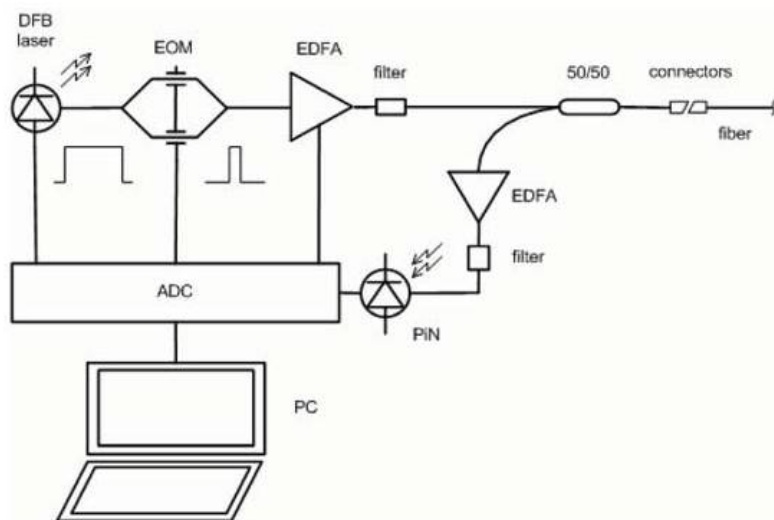 DFB
laser
EOM
EDFA
filter
50/50
connectors
fiber
EDFA
filter
ADC
PiN
PC